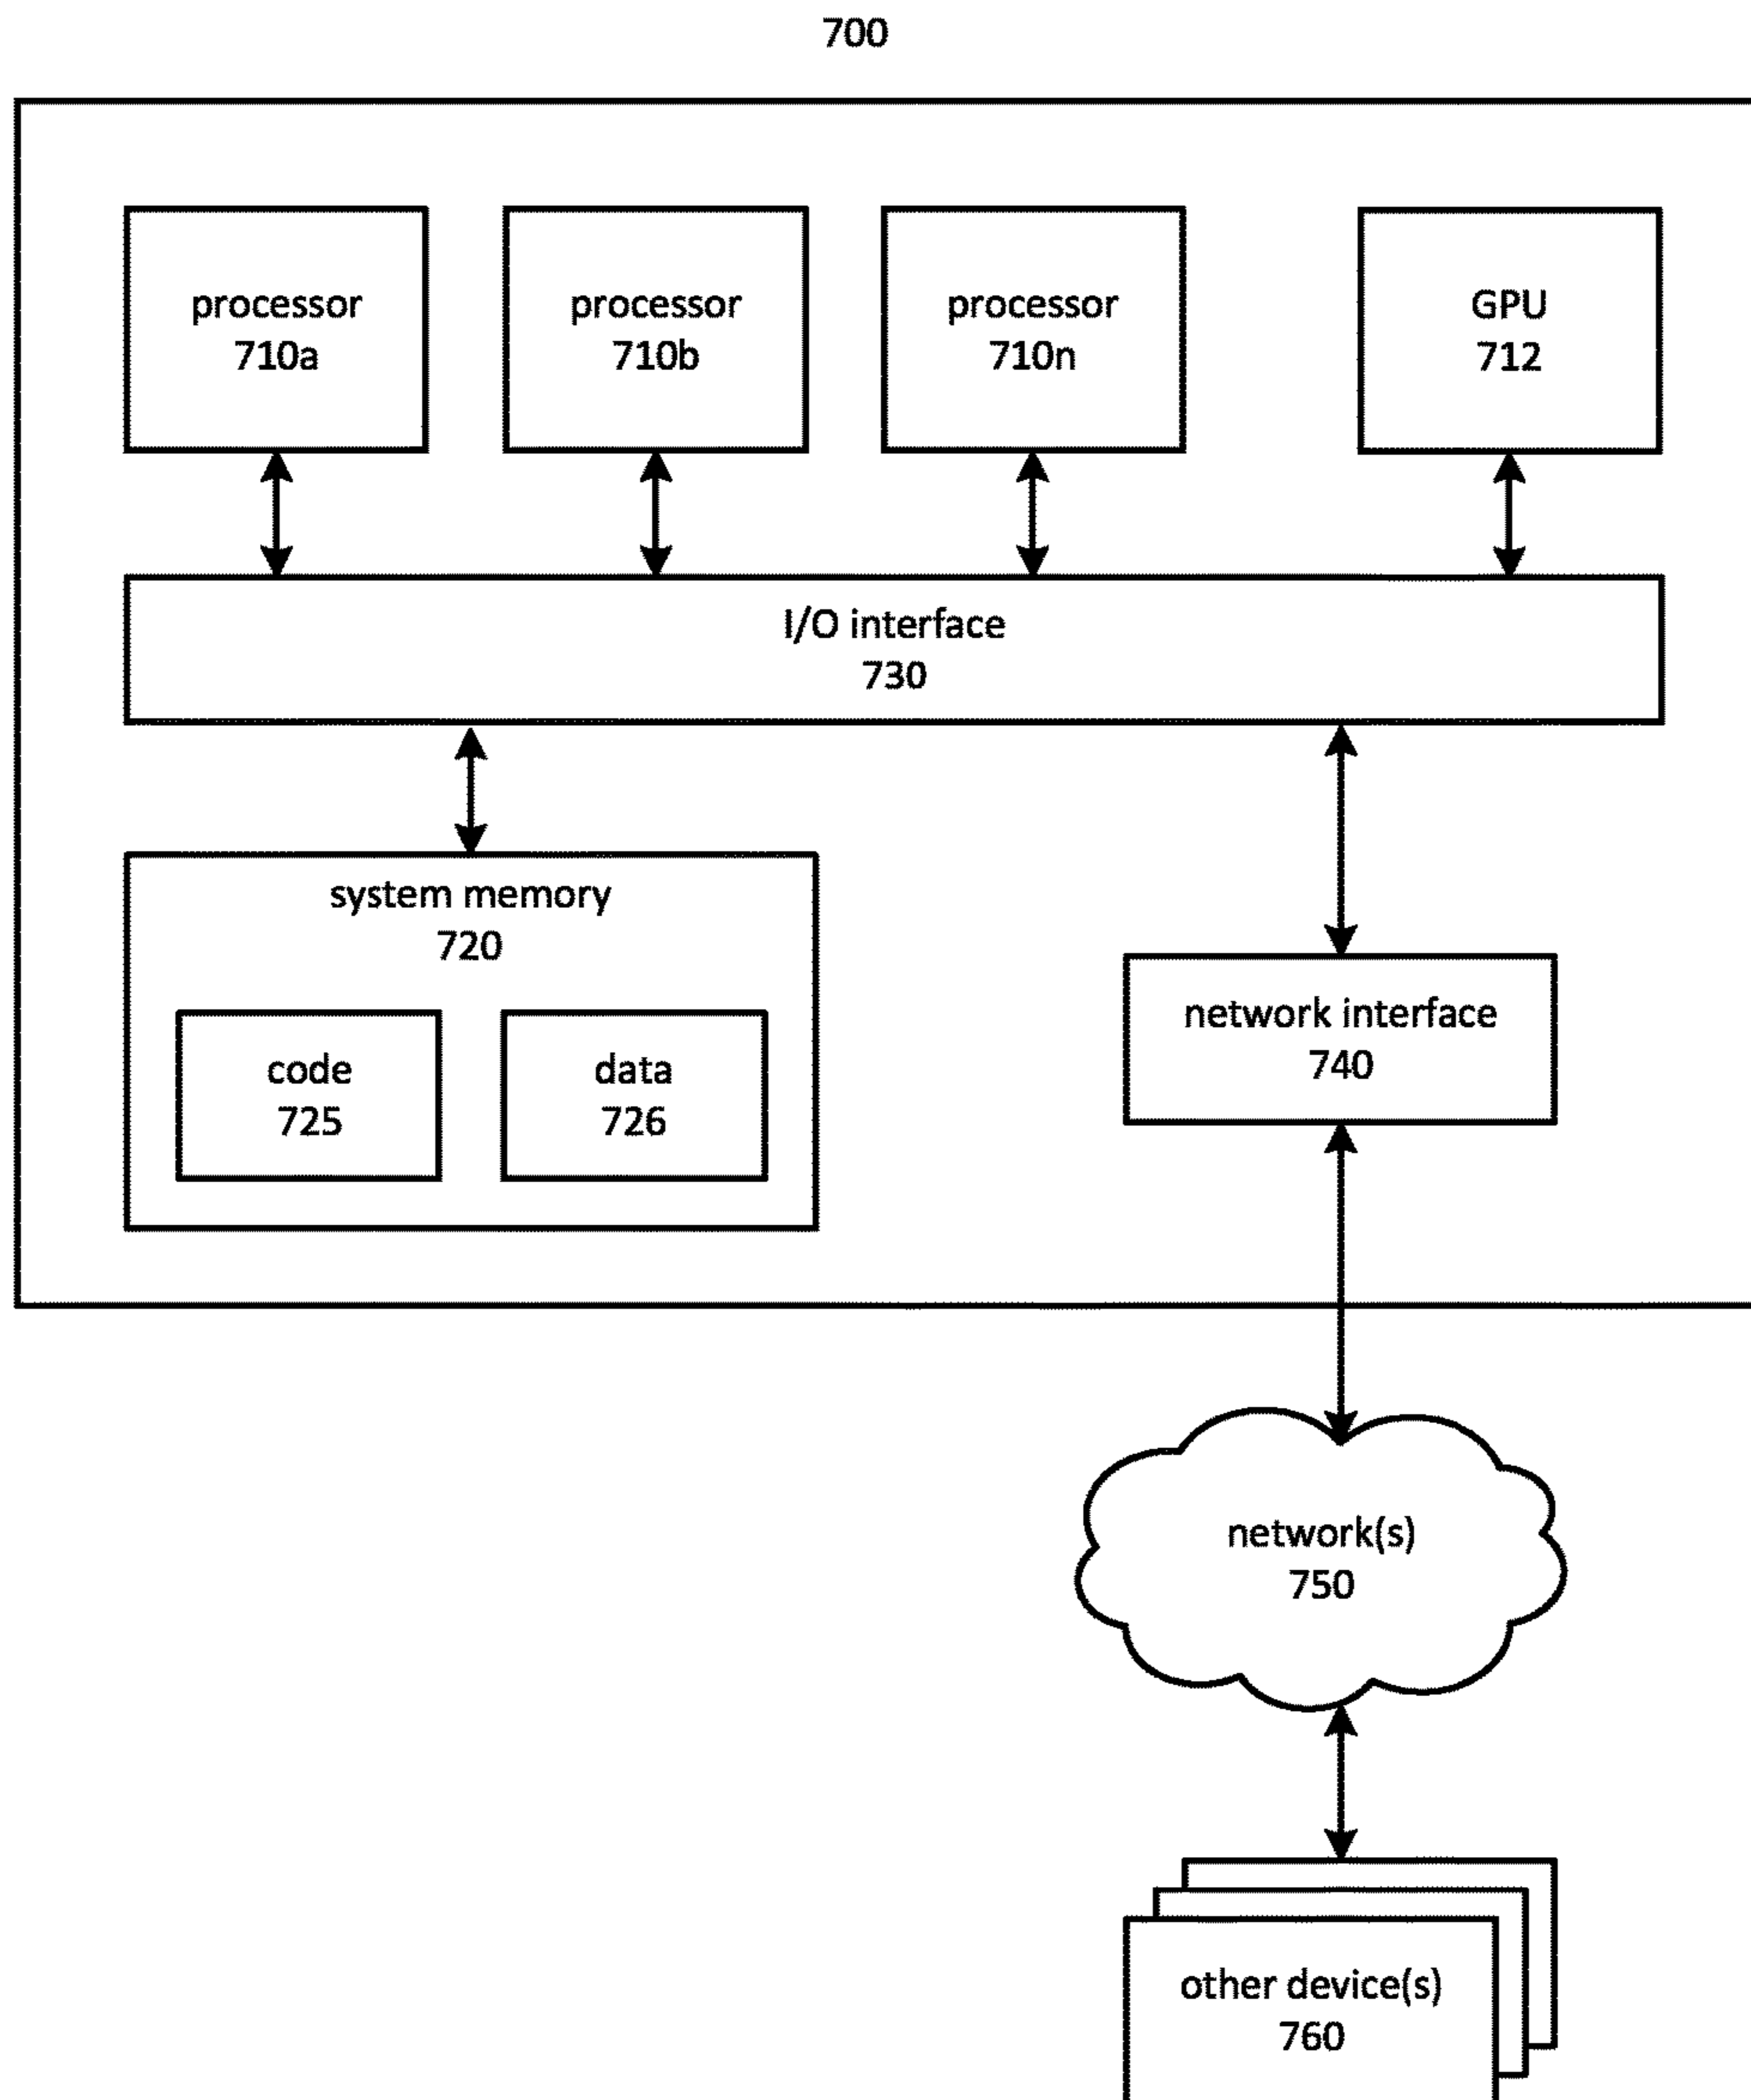 700
processor
710a
processor
710b
processor
710n
GPU
712
I/O interface
730
system memory
720
code
725
data
726
network interface
740
network(s)
750
other device(s)
760